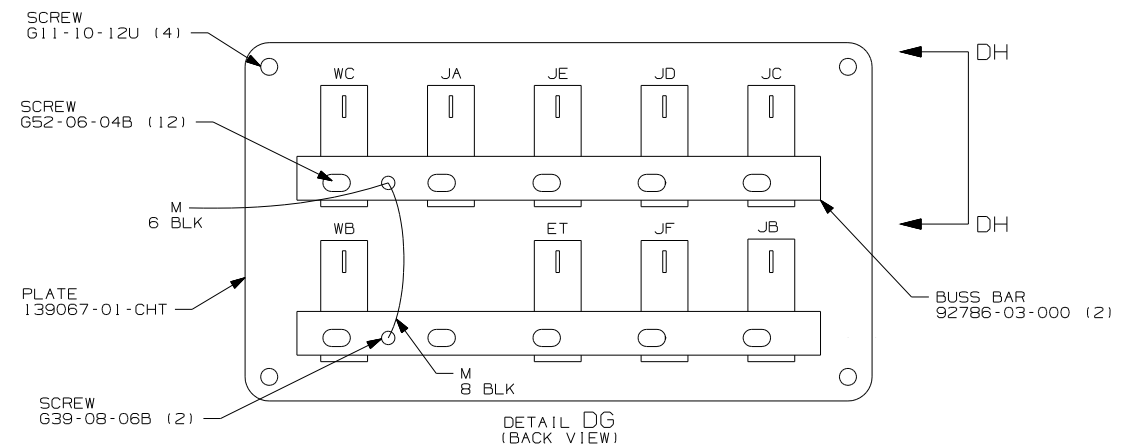 SCREW
G11-10-12U (4)
WC JA JE JD JC
DH
SCREW
G52-06-04B (12)
M
6 BLK
DH
WB ET JF JB
PLATE
139067-01-CHT
BUSS BAR
92786-03-000 (2)
M
8 BLK
SCREW
G39-08-06B (2)
DETAIL DG
(BACK VIEW)